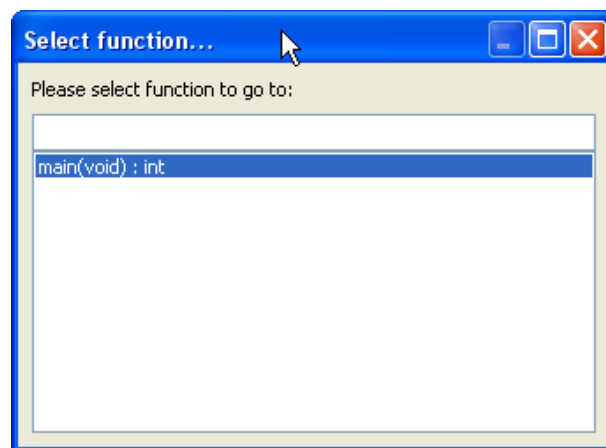 Select function...
Please select function to go to:
main(void) : int